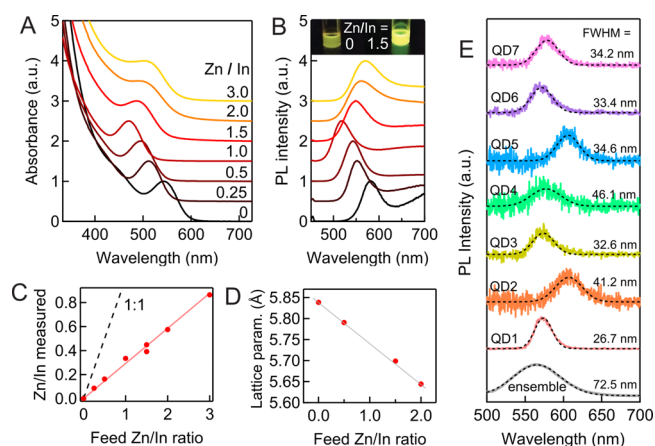 A
Zn / In
3.0
2.0
1.5
1.0
0.5
0.25
0
Absorbance (a.u.)
5
4
3
2
1
0
400 500 600 700
Wavelength (nm)
B
Zn/In =
0 1.5
PL intensity (a.u.)
5
4
3
2
1
0
500 600 700
Wavelength (nm)
C
1:1
Zn/In measured
0.8
0.4
0.0
0 1 2 3
Feed Zn/In ratio
D
Lattice param. (Å)
5.85
5.80
5.75
5.70
5.65
5.60
0.0 0.5 1.0 1.5 2.0
Feed Zn/In ratio
E
FWHM =
QD7 34.2 nm
QD6 33.4 nm
QD5 34.6 nm
QD4 46.1 nm
QD3 32.6 nm
QD2 41.2 nm
QD1 26.7 nm
ensemble 72.5 nm
PL Intensity (a.u.)
500 550 600 650 700
Wavelength (nm)